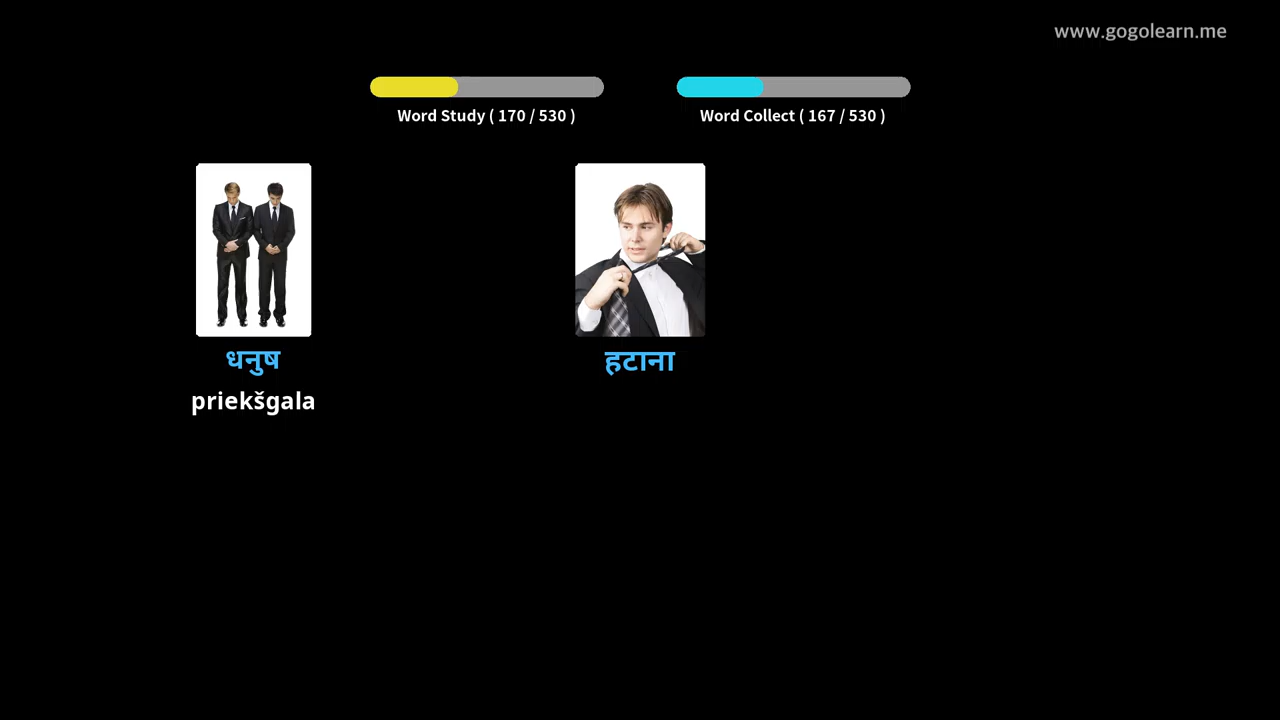 www.gogolearn.me
Word Study ( 170 / 530 )
Word Collect ( 167 / 530 )
धनुष
priekšgala
हटाना